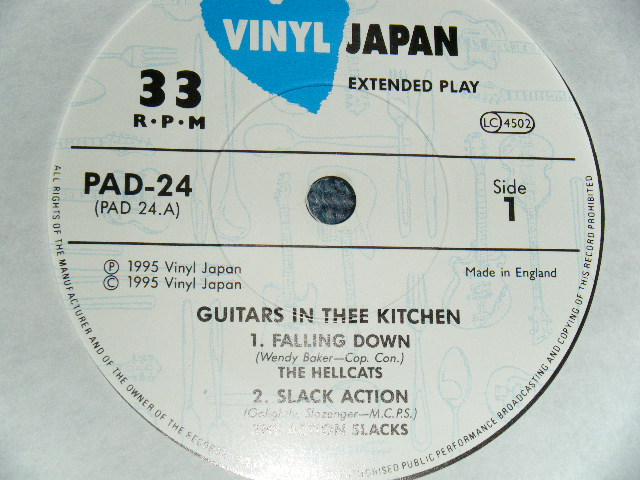 VINYL JAPAN
33
R•P•M
EXTENDED PLAY
LC 4502
PAD-24
(PAD 24.A)
Side
1
Ⓟ 1995 Vinyl Japan
© 1995 Vinyl Japan
Made in England
GUITARS IN THEE KITCHEN
1. FALLING DOWN
(Wendy Baker—Cop. Con.)
THE HELLCATS
2. SLACK ACTION
(Golightly, Slazenger—M.C.P.S.)
ACTION SLACKS
ALL RIGHTS OF THE MANUFACTURER AND OF THE OWNER OF THE RECORDED
PUBLIC PERFORMANCE BROADCASTING AND COPYING OF THIS RECORD PROHIBITED